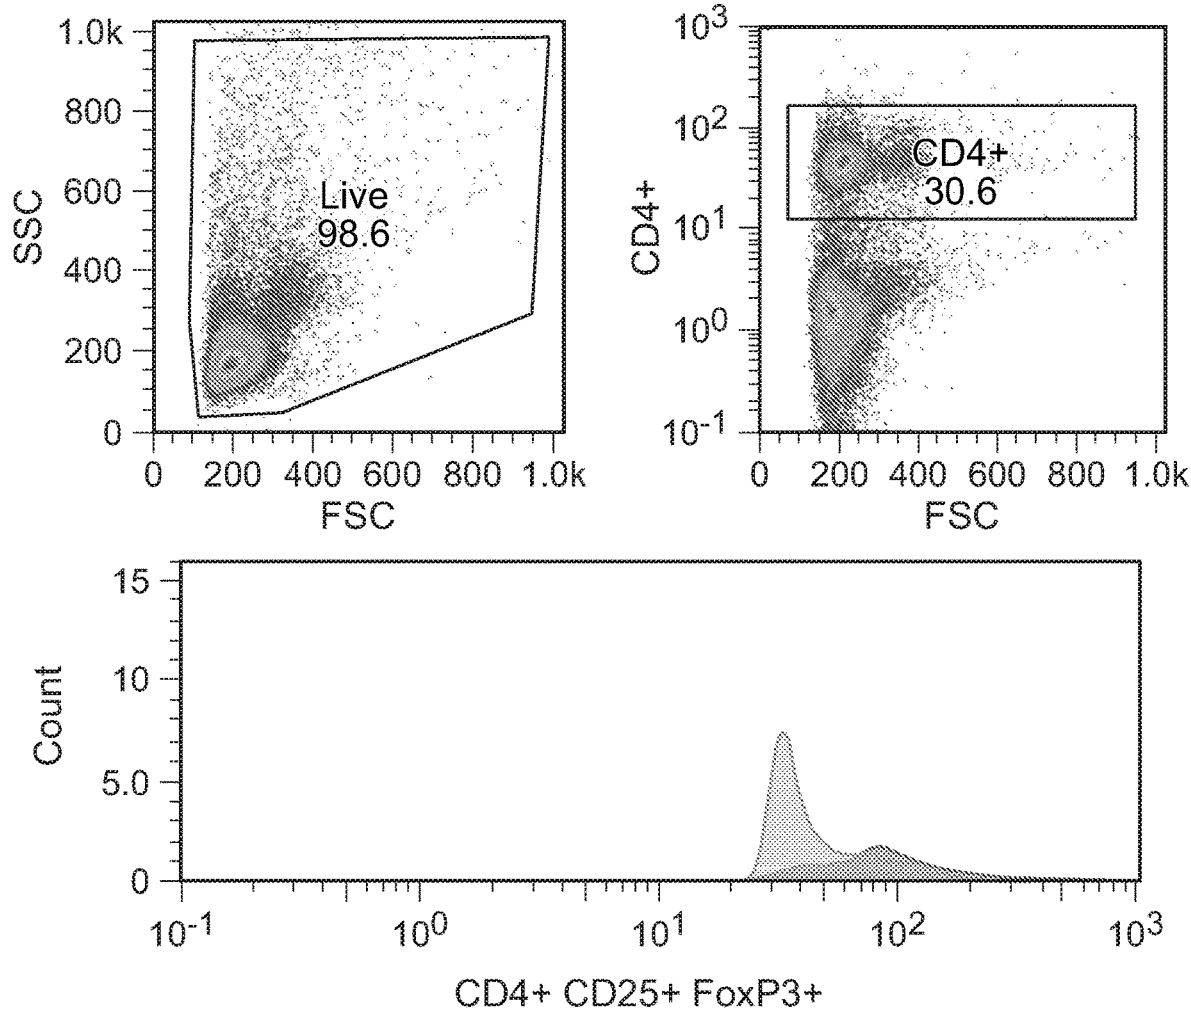 1.0k
800
600
400
200
0
SSC
Live
98.6
0 200 400 600 800 1.0k
FSC
10³
10²
10¹
10⁰
10⁻¹
CD4+
CD4+
30.6
0 200 400 600 800 1.0k
FSC
15
10
5.0
0
Count
10⁻¹ 10⁰ 10¹ 10² 10³
CD4+ CD25+ FoxP3+